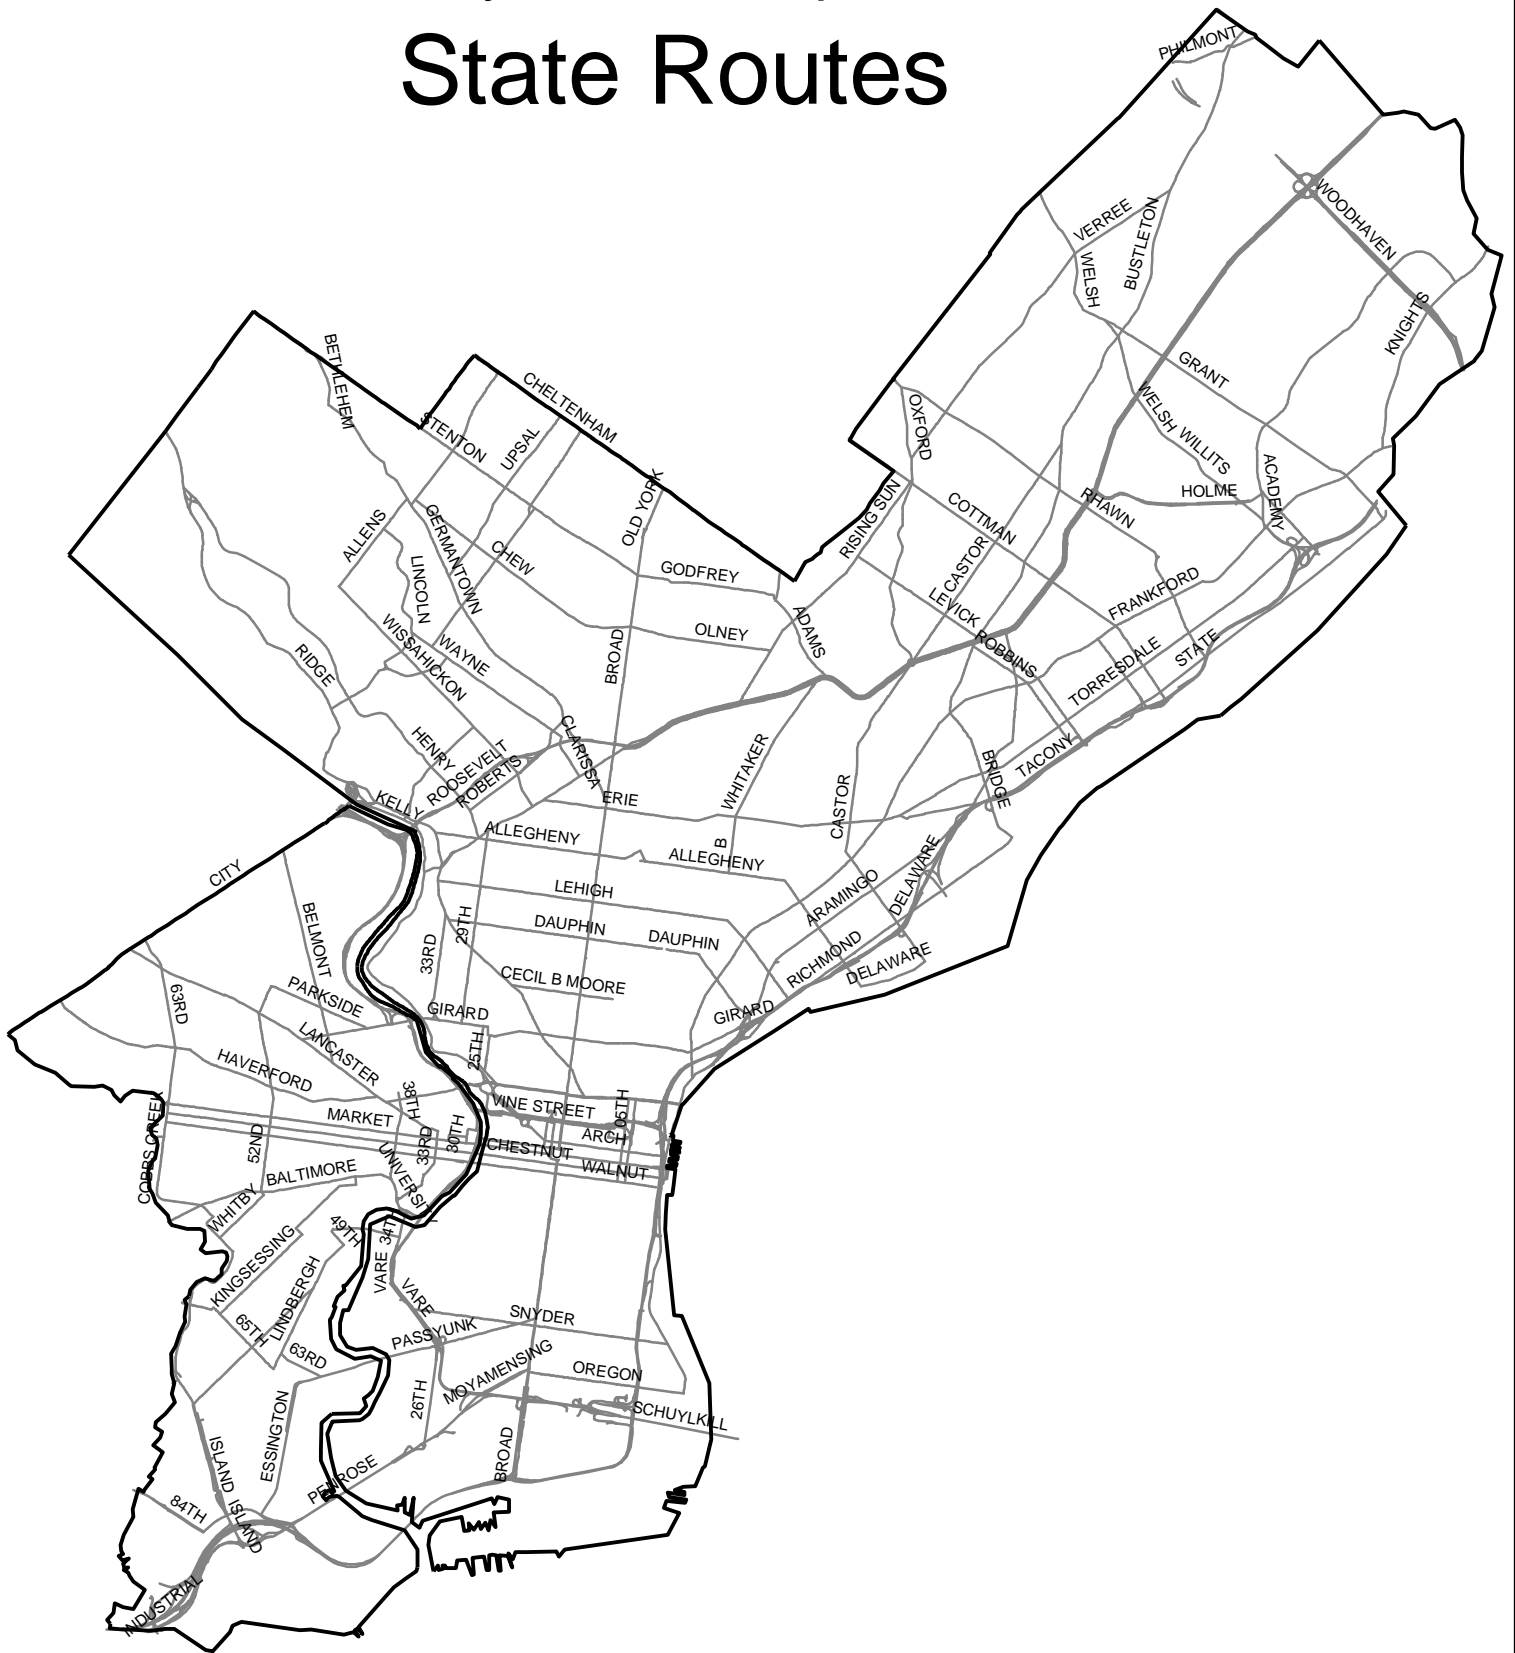 State Routes
PHILMONT
WOODHAVEN
VERREE
BUSTLETON
WELSH
KNIGHTS
BETHLEHEM
GRANT
CHELTENHAM
OXFORD
WELSH
STENTON
UPSAL
WILLITS
ACADEMY
OLD YORK
RISING SUN
HOLME
RHAWN
COTTMAN
ALLENS
GERMANTOWN
CHEW
LINCOLN
GODFREY
CASTOR
LEVICK
FRANKFORD
WISSAHICKON
WAYNE
OLNEY
ADAMS
BROAD
ROBBINS
STATE
TORRESDALE
RIDGE
HENRY
CLARISSA
ROOSEVELT
ROBERTS
WHITAKER
TACONY
BRIDGE
KELLY
ERIE
CASTOR
ALLEGHENY
B
ALLEGHENY
CITY
LEHIGH
ARAMINGO
DELAWARE
BELMONT
29TH
DAUPHIN
DAUPHIN
33RD
RICHMOND
DELAWARE
CECIL B MOORE
PARKSIDE
63RD
GIRARD
GIRARD
LANCASTER
25TH
HAVERFORD
38TH
VINE STREET
05TH
MARKET
COBBS CREEK
52ND
33RD
30TH
ARCH
CHESTNUT
WALNUT
BALTIMORE
UNIVERSITY
WHITBY
49TH
34TH
KINGSESSING
VARE
LINDBERGH
VARE
65TH
SNYDER
PASSYUNK
63RD
MOYAMENSING
OREGON
26TH
SCHUYLKILL
ESSINGTON
ISLAND
BROAD
PENROSE
84TH
ISLAND
INDUSTRIAL